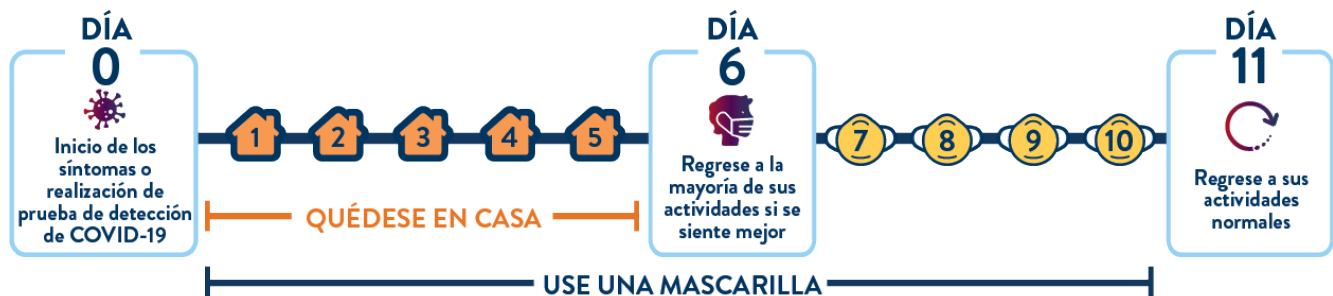 DÍA
0
Inicio de los
síntomas o
realización de
prueba de detección
de COVID-19
1
2
3
4
5
QUÉDESE EN CASA
DÍA
6
Regrese a la
mayoría de sus
actividades si se
siente mejor
7
8
9
10
DÍA
11
Regrese a sus
actividades
normales
USE UNA MASCARILLA